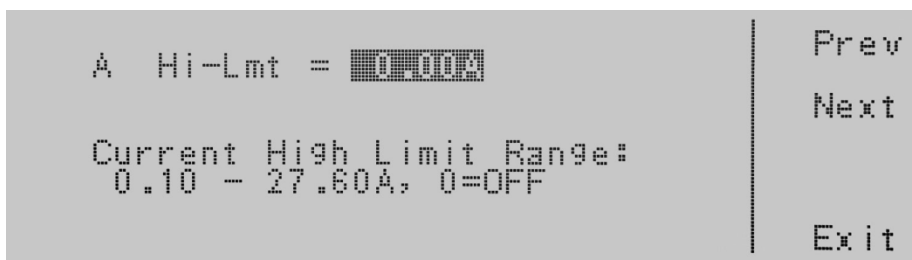 A Hi-Lmt = 0.00A
Current High Limit Range:
0.10 - 27.60A, 0=OFF
Prev
Next
Exit